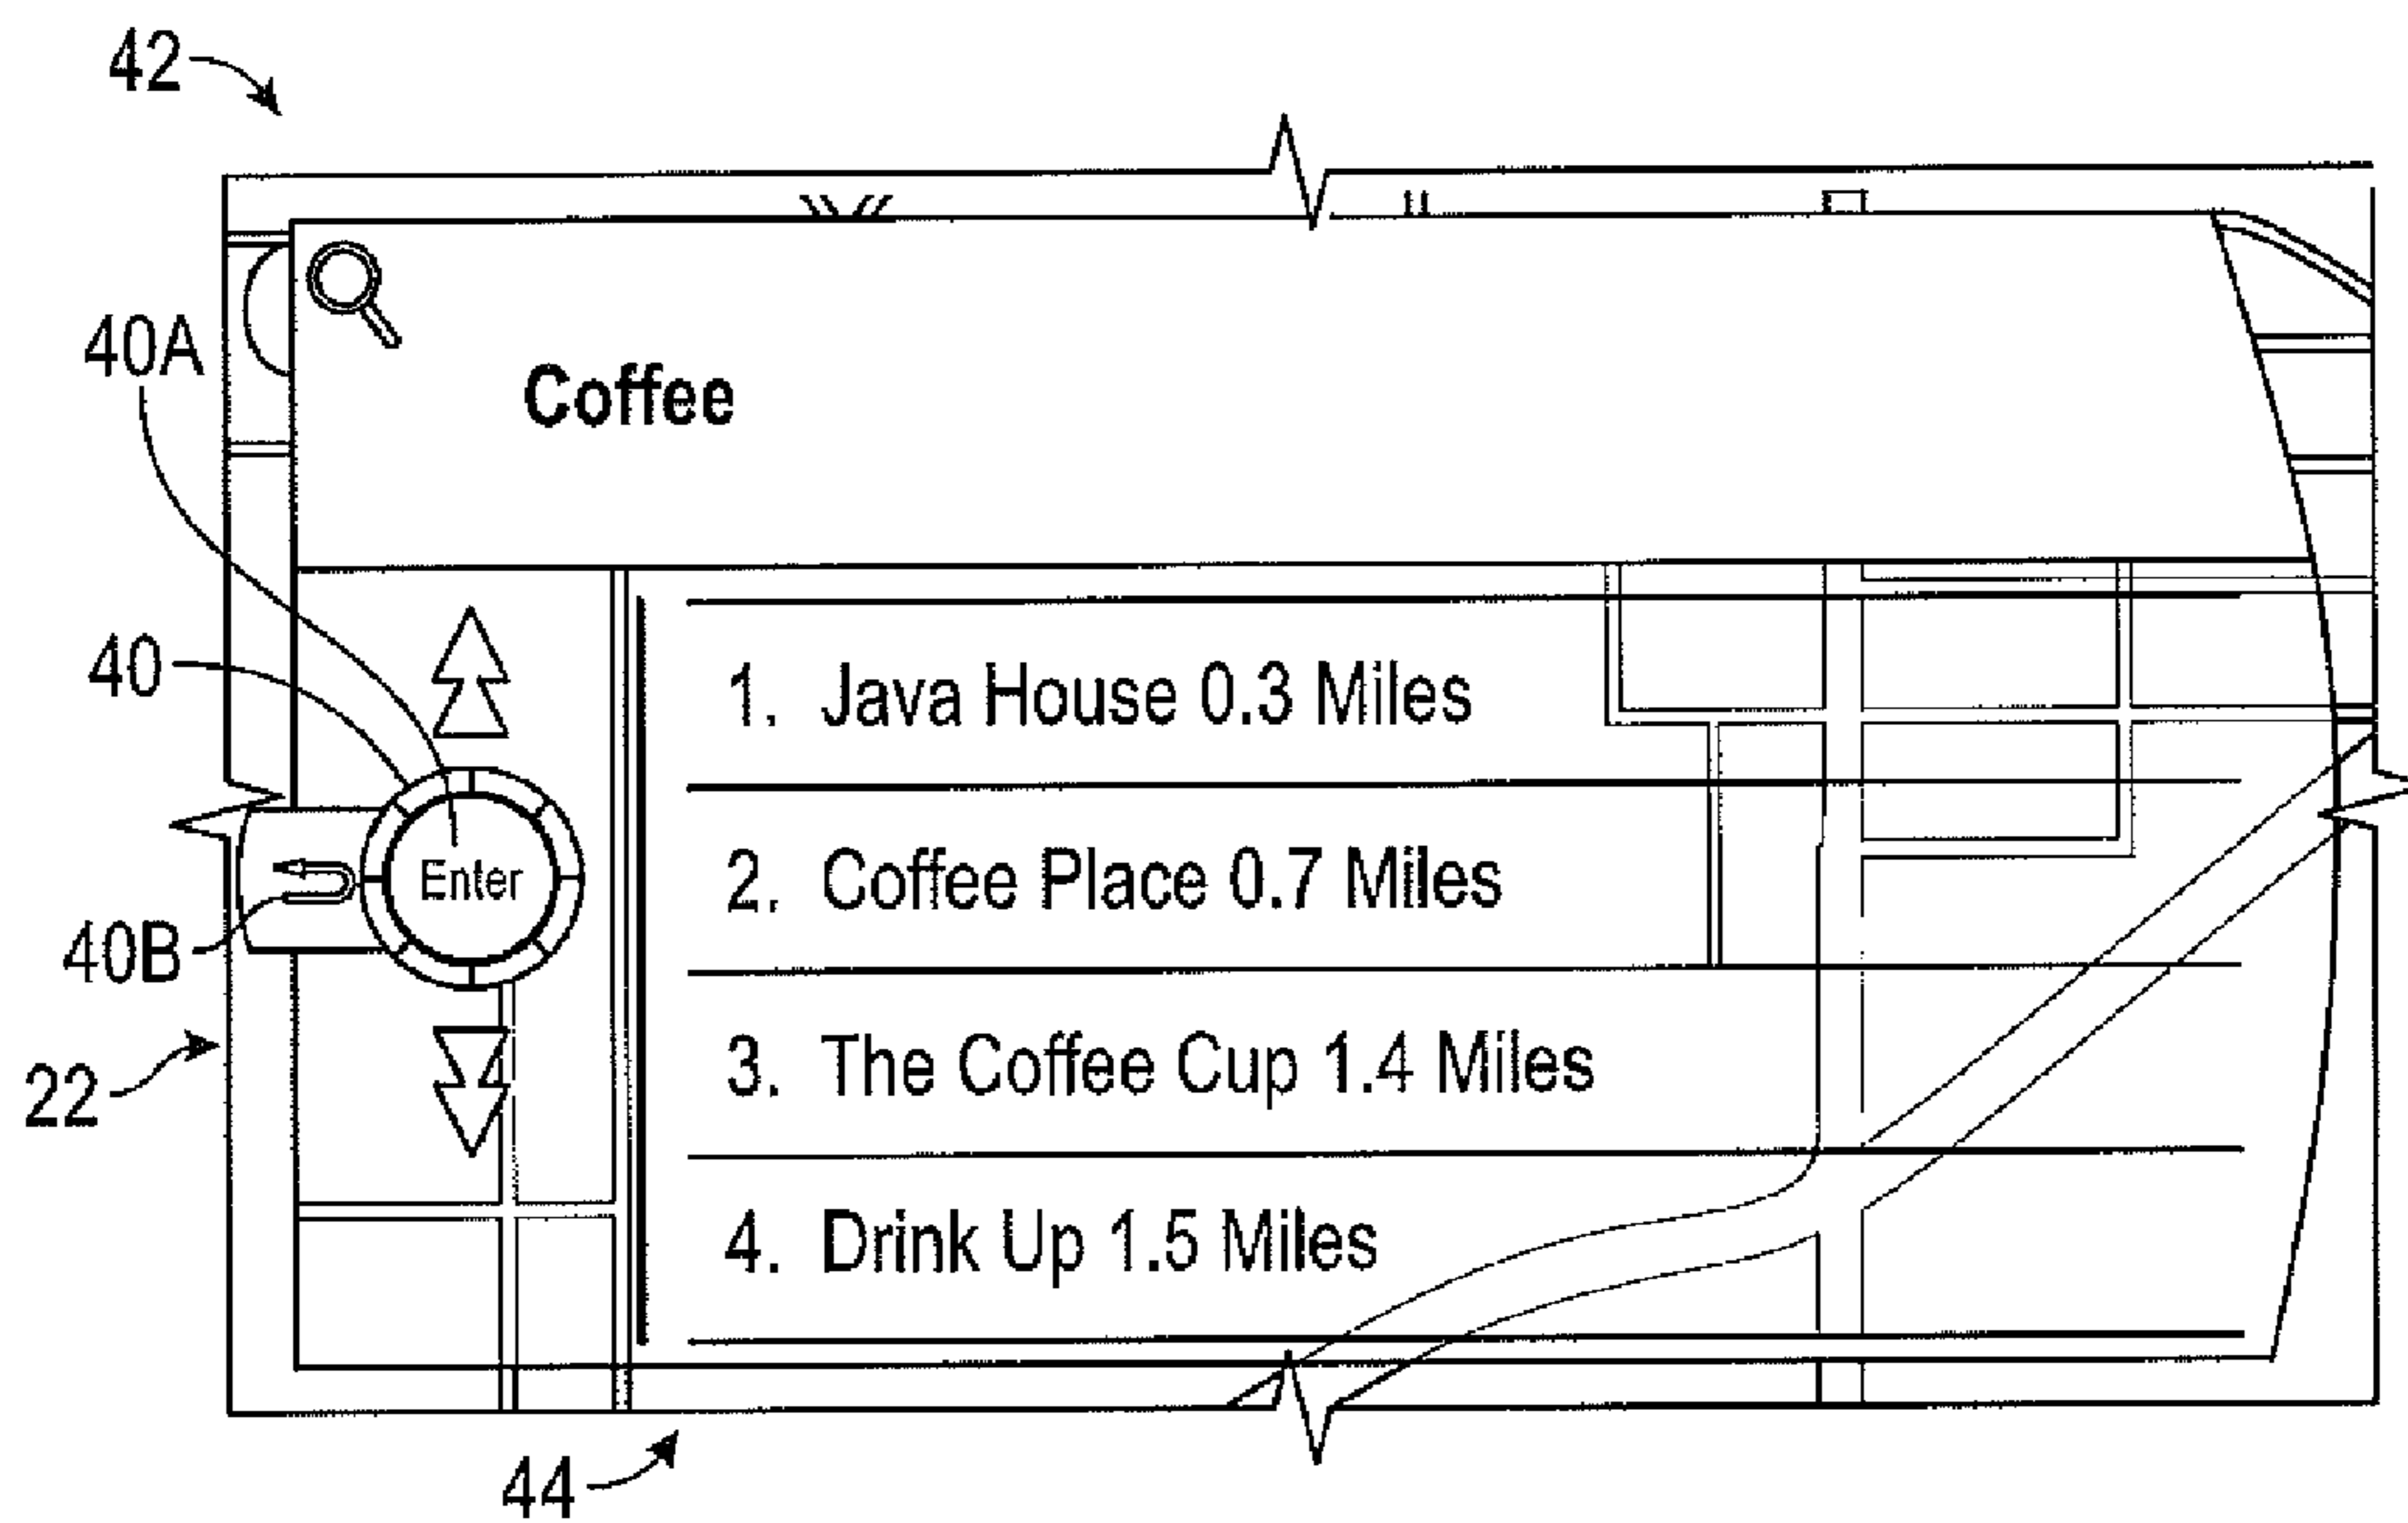 42
40A
Coffee
40
1. Java House 0.3 Miles
Enter
2. Coffee Place 0.7 Miles
40B
22
3. The Coffee Cup 1.4 Miles
4. Drink Up 1.5 Miles
44